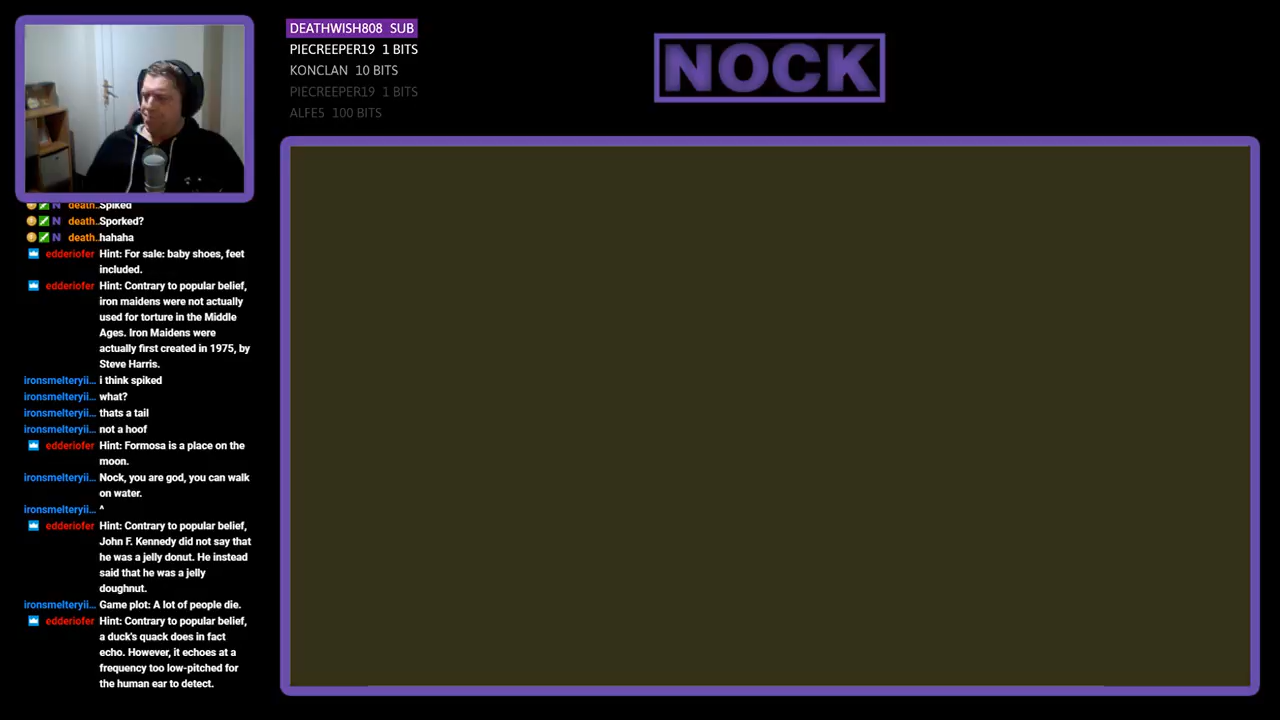 DEATHWISH808 SUB
PIECREEPER19 1 BITS
KONCLAN 10 BITS
PIECREEPER19 1 BITS
ALFE5 100 BITS
NOCK
N death.. Spiked
N death.. Sporked?
N death.. hahaha
edderiofer Hint: For sale: baby shoes, feet
included.
edderiofer Hint: Contrary to popular belief,
iron maidens were not actually
used for torture in the Middle
Ages. Iron Maidens were
actually first created in 1975, by
Steve Harris.
ironsmelteryii... i think spiked
ironsmelteryii... what?
ironsmelteryii... thats a tail
ironsmelteryii... not a hoof
edderiofer Hint: Formosa is a place on the
moon.
ironsmelteryii... Nock, you are god, you can walk
on water.
ironsmelteryii... ^
edderiofer Hint: Contrary to popular belief,
John F. Kennedy did not say that
he was a jelly donut. He instead
said that he was a jelly
doughnut.
ironsmelteryii... Game plot: A lot of people die.
edderiofer Hint: Contrary to popular belief,
a duck's quack does in fact
echo. However, it echoes at a
frequency too low-pitched for
the human ear to detect.